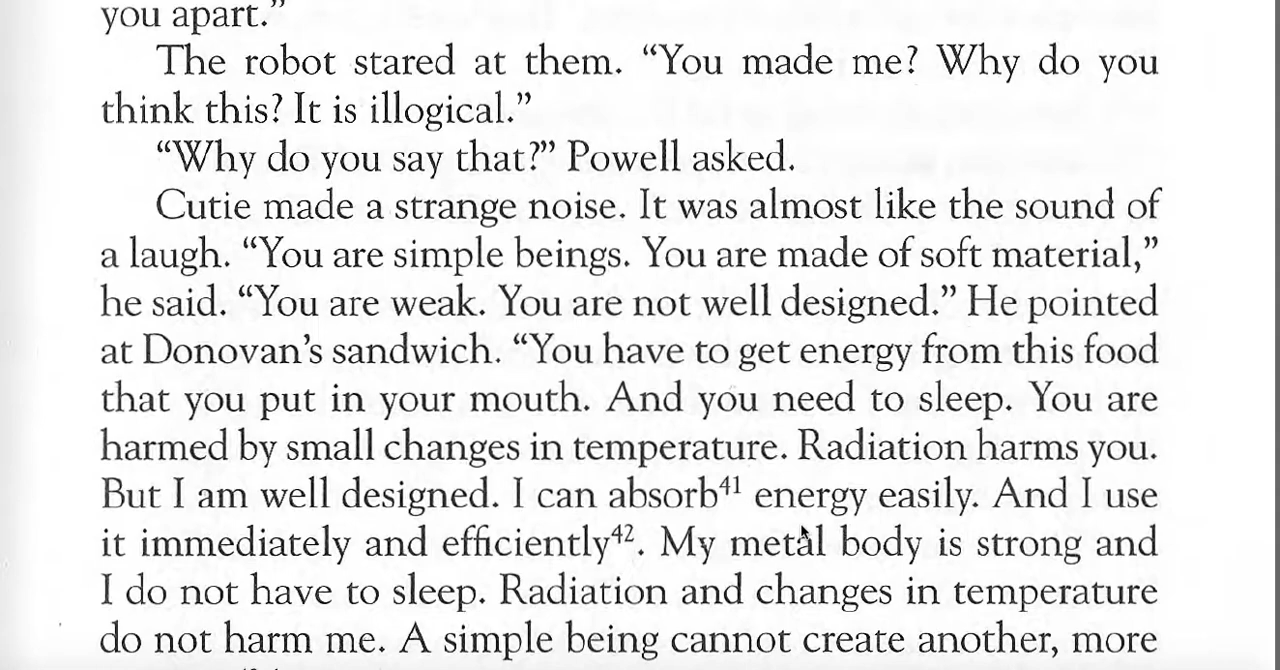 you apart.”
The robot stared at them. “You made me? Why do you
think this? It is illogical.”
“Why do you say that?” Powell asked.
Cutie made a strange noise. It was almost like the sound of
a laugh. “You are simple beings. You are made of soft material,”
he said. “You are weak. You are not well designed.” He pointed
at Donovan’s sandwich. “You have to get energy from this food
that you put in your mouth. And you need to sleep. You are
harmed by small changes in temperature. Radiation harms you.
But I am well designed. I can absorb⁴¹ energy easily. And I use
it immediately and efficiently⁴². My metal body is strong and
I do not have to sleep. Radiation and changes in temperature
do not harm me. A simple being cannot create another, more